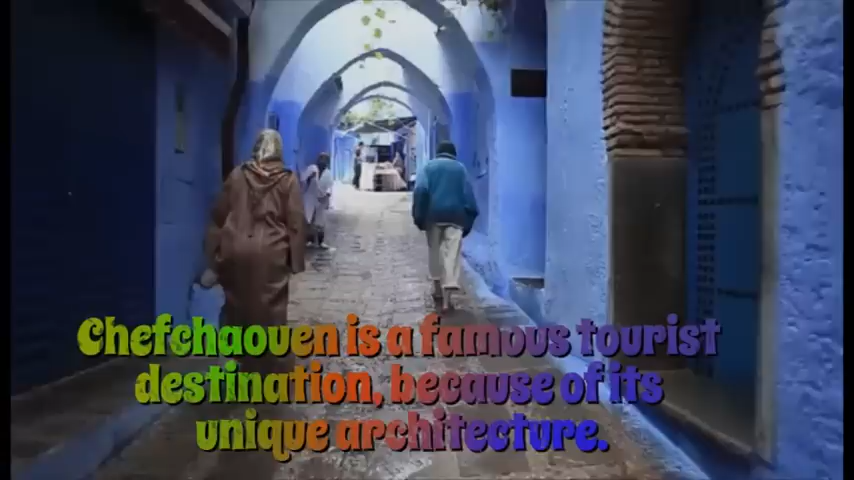 Chefchaouen is a famous tourist
destination, because of its
unique architecture.